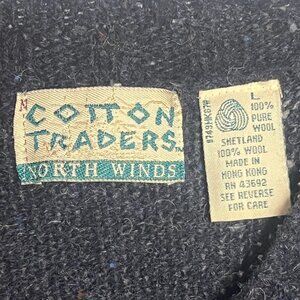 COTTON
TRADERS™
NORTH WINDS
L
100%
PURE
WOOL
SHETLAND
100% WOOL
MADE IN
HONG KONG
RN 43692
SEE REVERSE
FOR CARE